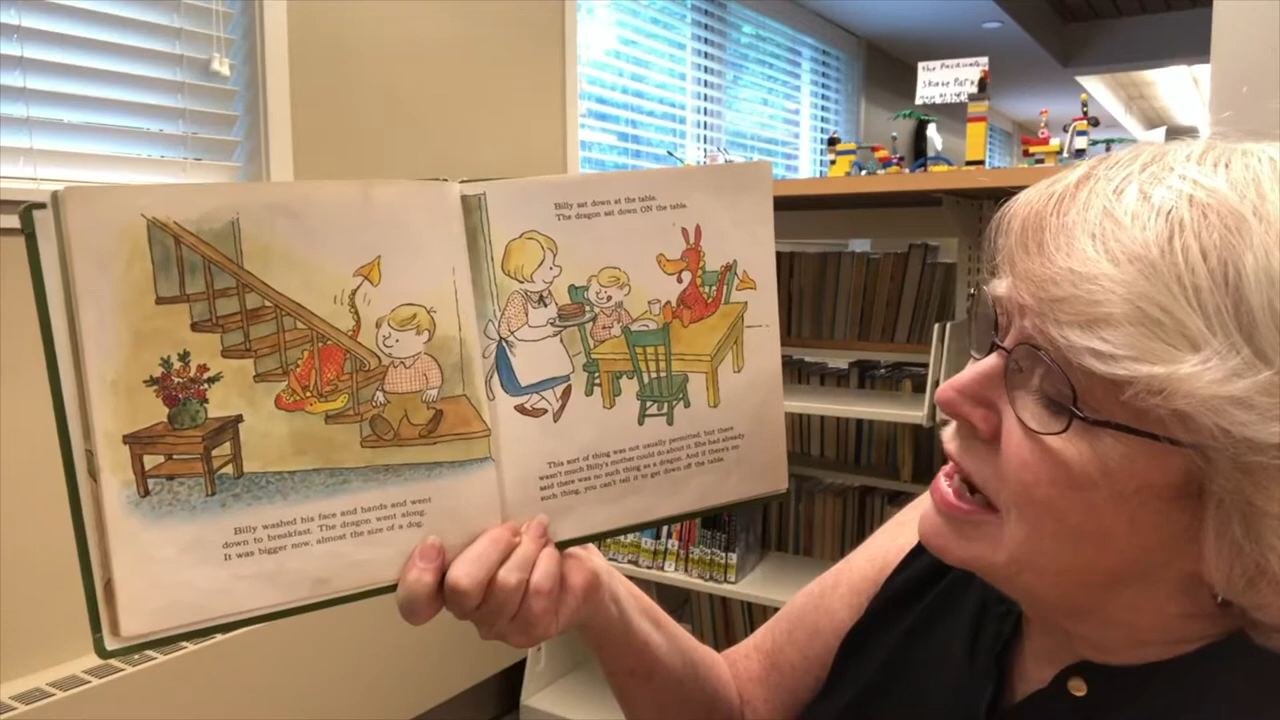 Billy washed his face and hands and went
down to breakfast. The dragon went along.
It was bigger now, almost the size of a dog.
Billy sat down at the table.
The dragon sat down ON the table.
This sort of thing was not usually permitted, but there
wasn't much Billy's mother could do about it. She had already
said there was no such thing as a dragon. And if there's no
such thing, you can't tell it to get down off the table.
the
Skate Park